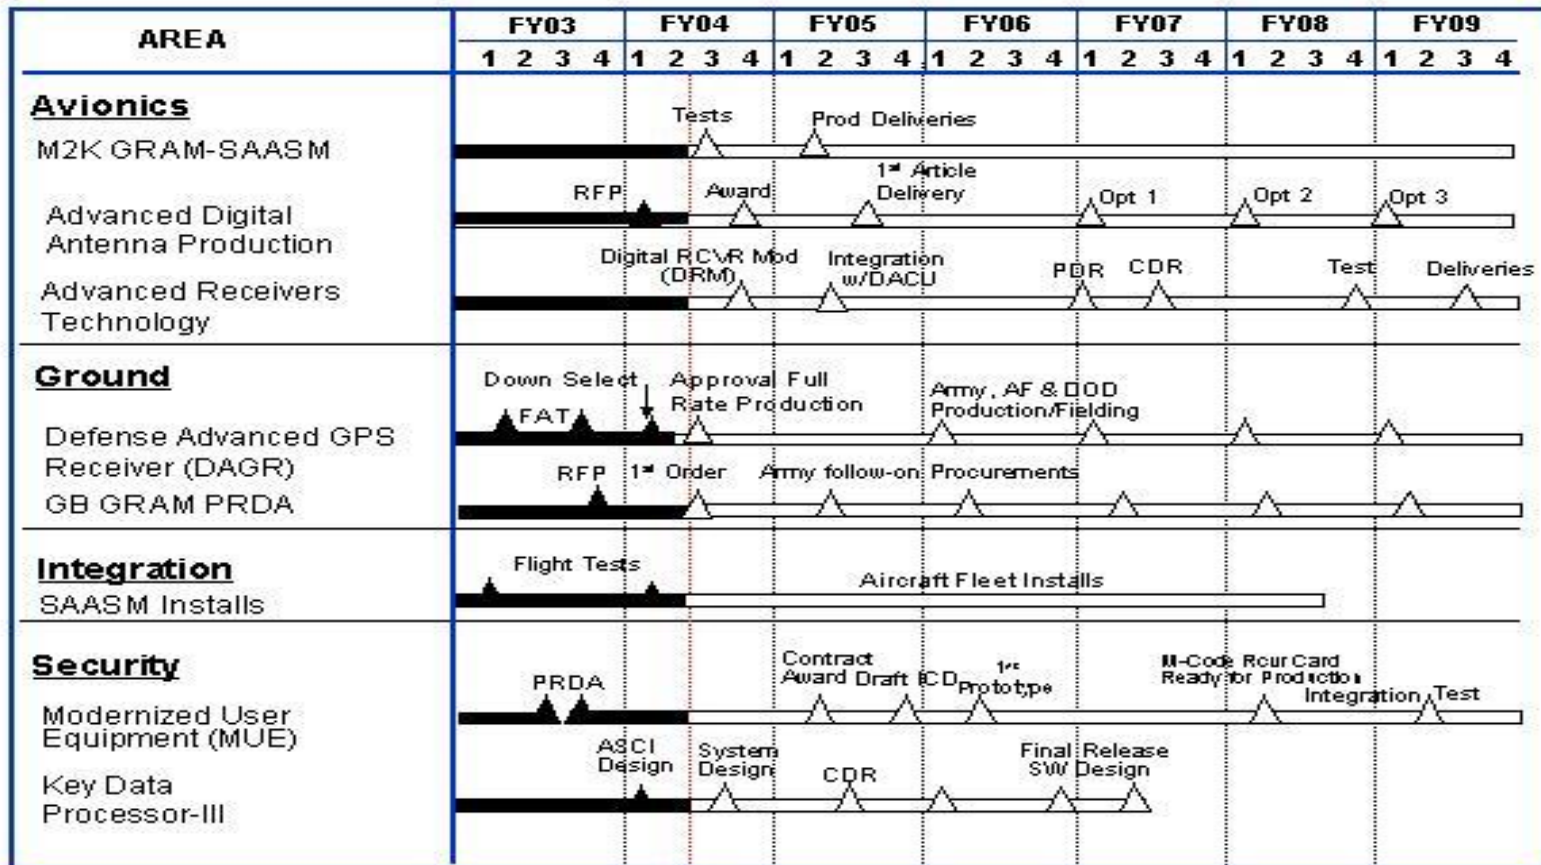 AREA
FY03 FY04 FY05 FY06 FY07 FY08 FY09
1 2 3 4 1 2 3 4 1 2 3 4 1 2 3 4 1 2 3 4 1 2 3 4 1 2 3 4
Avionics
M2K GRAM-SAASM
Tests
Prod Deliveries
Advanced Digital
Antenna Production
RFP
Award
1st Article
Delivery
Opt 1
Opt 2
Opt 3
Advanced Receivers
Technology
Digital RCVR Mod
(DRM)
Integration
w/DACU
PDR
CDR
Test
Deliveries
Ground
Defense Advanced GPS
Receiver (DAGR)
Down Select
FAT
Approval Full
Rate Production
Army, AF & DOD
Production/Fielding
GB GRAM PRDA
RFP
1st Order
Army follow-on Procurements
Integration
SAASM Installs
Flight Tests
Aircraft Fleet Installs
Security
Modernized User
Equipment (MUE)
PRDA
Contract
Award
Draft ICD
1st
Prototype
M-Code Rcvr Card
Ready for Production
Integration Test
Key Data
Processor-III
ASCI
Design
System
Design
CDR
Final Release
SW Design